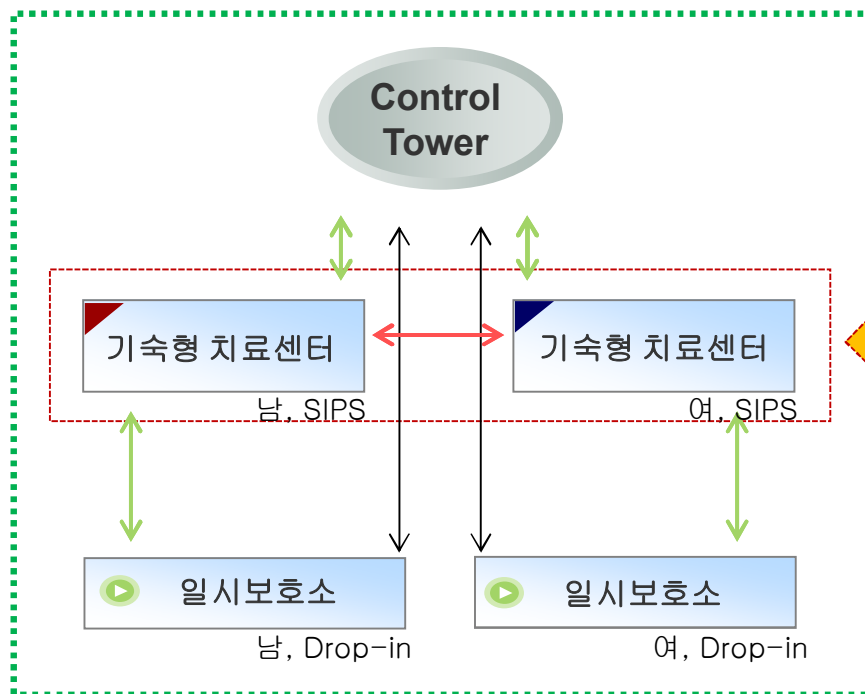 Control
Tower
기숙형 치료센터
기숙형 치료센터
남, SIPS
여, SIPS
일시보호소
일시보호소
남, Drop-in
여, Drop-in